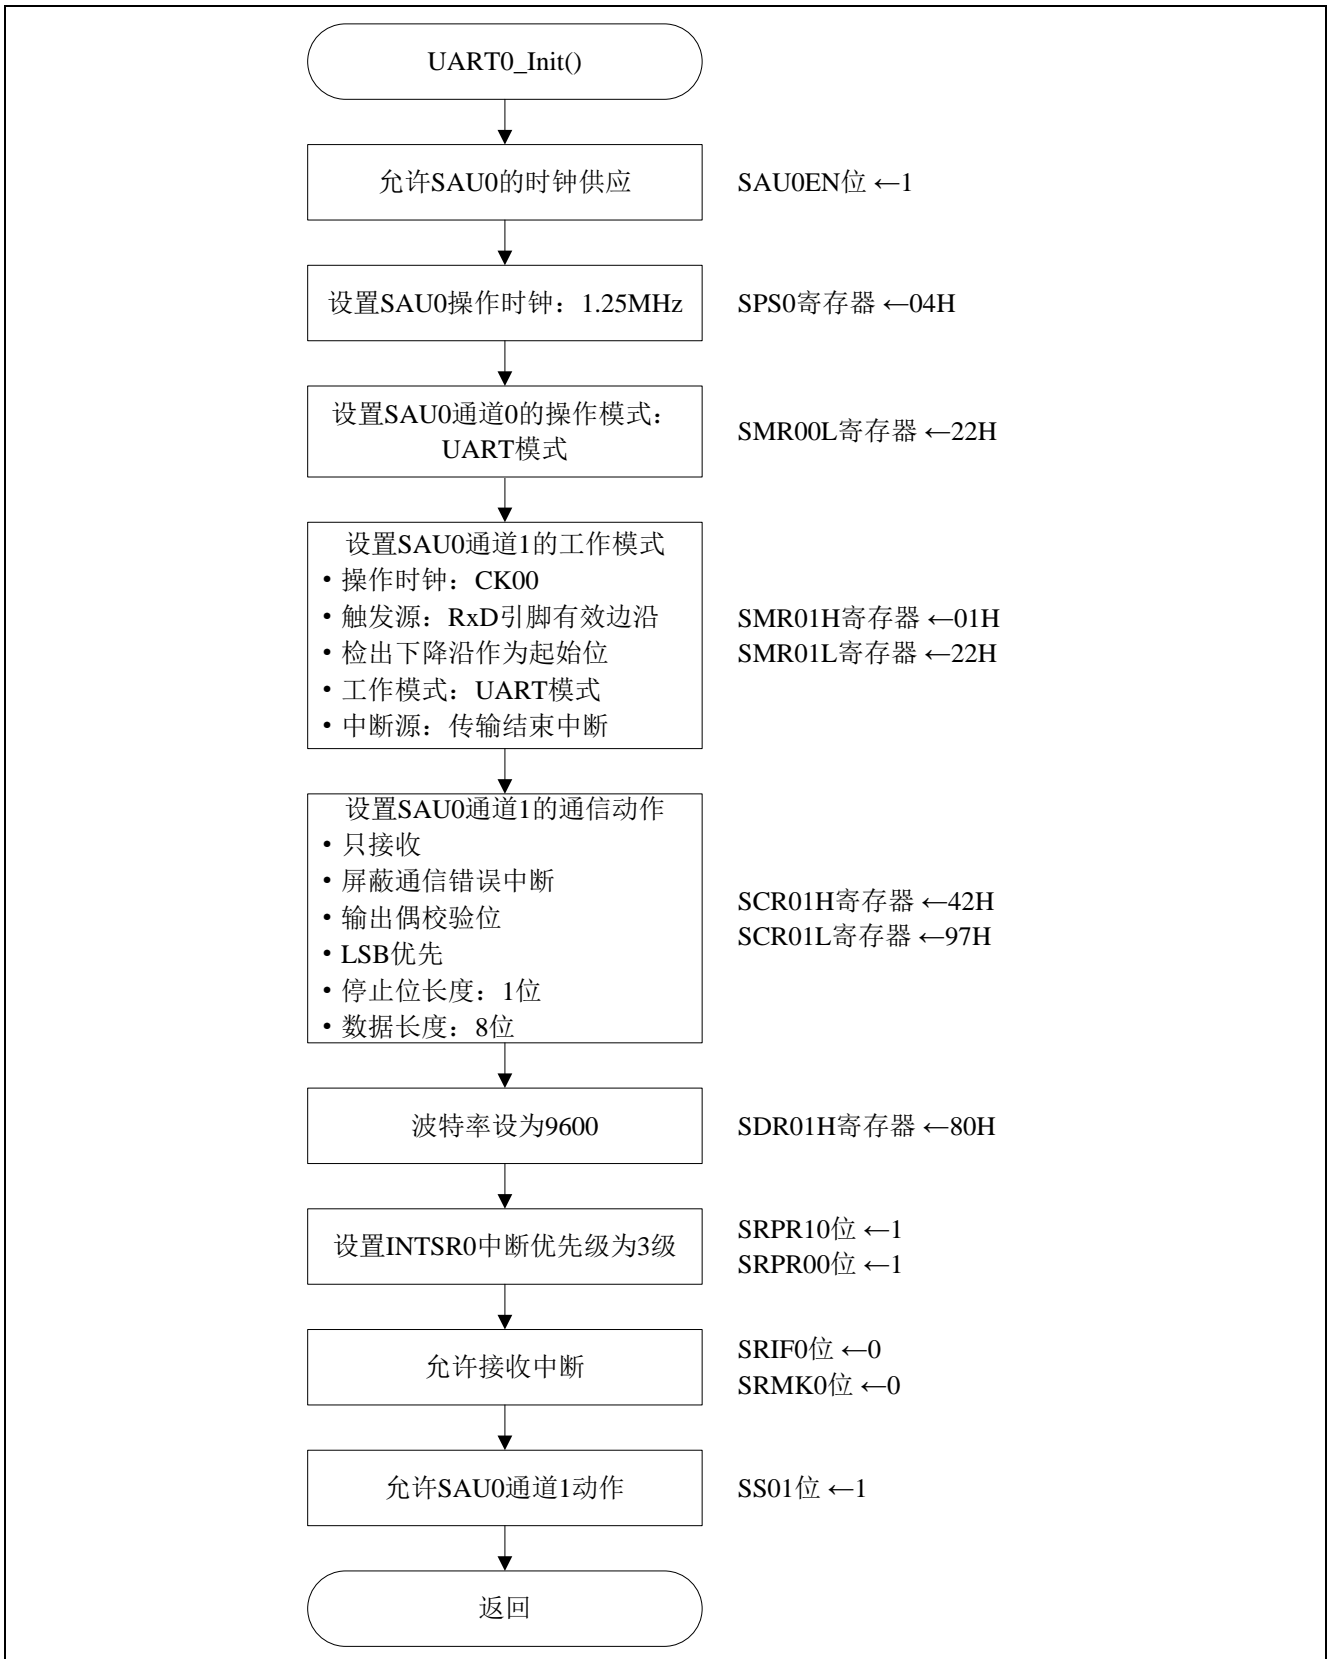 UART0_Init()
允许SAU0的时钟供应
SAU0EN位 ←1
设置SAU0操作时钟：1.25MHz
SPS0寄存器 ←04H
设置SAU0通道0的操作模式：
UART模式
SMR00L寄存器 ←22H
设置SAU0通道1的工作模式
• 操作时钟：CK00
• 触发源：RxD引脚有效边沿
• 检出下降沿作为起始位
• 工作模式：UART模式
• 中断源：传输结束中断
SMR01H寄存器 ←01H
SMR01L寄存器 ←22H
设置SAU0通道1的通信动作
• 只接收
• 屏蔽通信错误中断
• 输出偶校验位
• LSB优先
• 停止位长度：1位
• 数据长度：8位
SCR01H寄存器 ←42H
SCR01L寄存器 ←97H
波特率设为9600
SDR01H寄存器 ←80H
设置INTSR0中断优先级为3级
SRPR10位 ←1
SRPR00位 ←1
允许接收中断
SRIF0位 ←0
SRMK0位 ←0
允许SAU0通道1动作
SS01位 ←1
返回